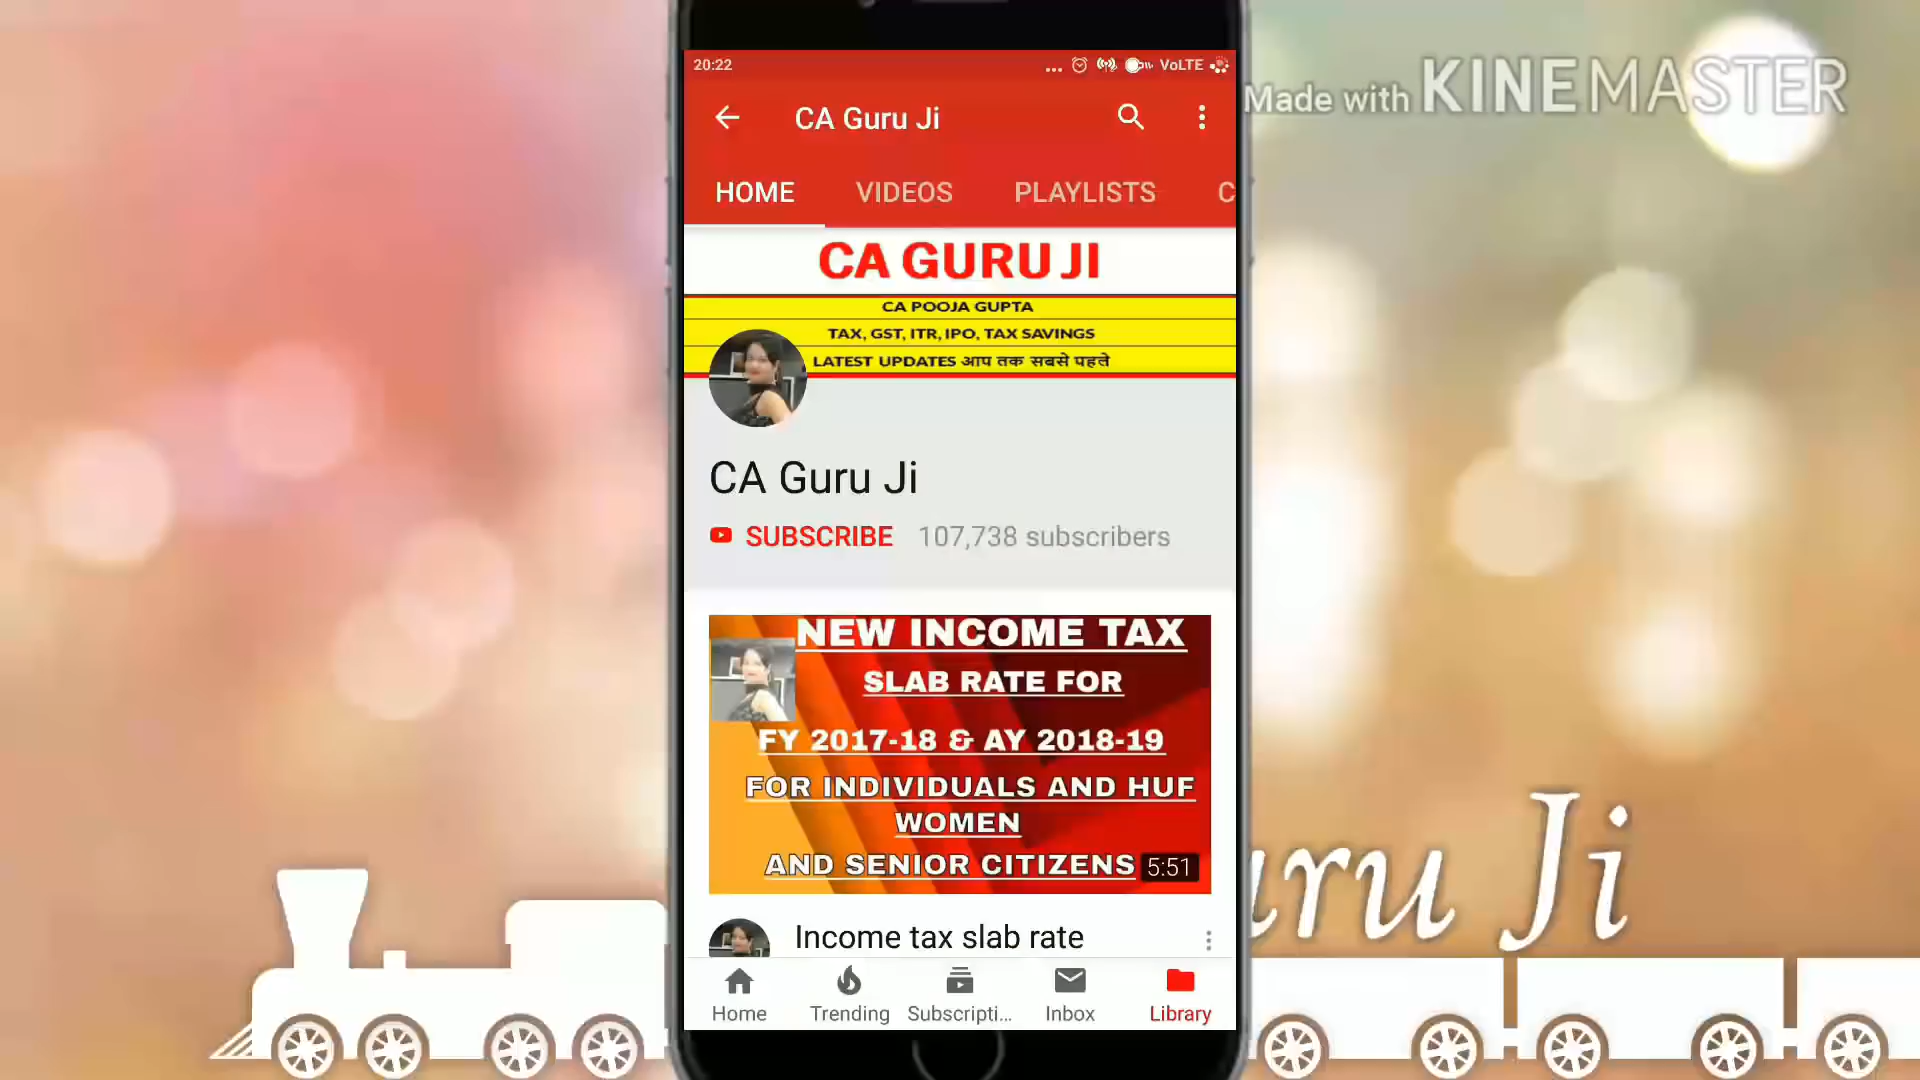 20:22
VoLTE
Made with KINEMASTER
CA Guru Ji
HOME VIDEOS PLAYLISTS C
CA GURU JI
CA POOJA GUPTA
TAX, GST, ITR, IPO, TAX SAVINGS
LATEST UPDATES आप तक सबसे पहले
CA Guru Ji
SUBSCRIBE 107,738 subscribers
NEW INCOME TAX
SLAB RATE FOR
FY 2017-18 & AY 2018-19
FOR INDIVIDUALS AND HUF
WOMEN
AND SENIOR CITIZENS
5:51
uru Ji
Income tax slab rate
Home Trending Subscripti... Inbox Library